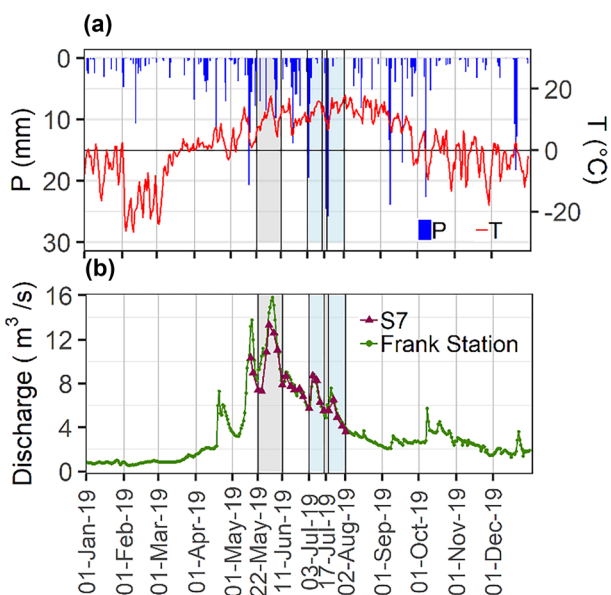 (a)
0
10
20
30
P (mm)
20
0
-20
T (°C)
P
T
(b)
16
12
8
4
0
Discharge ( m³ /s)
S7
Frank Station
01-Jan-19
01-Feb-19
01-Mar-19
01-Apr-19
01-May-19
22-May-19
11-Jun-19
03-Jul-19
17-Jul-19
02-Aug-19
01-Sep-19
01-Oct-19
01-Nov-19
01-Dec-19